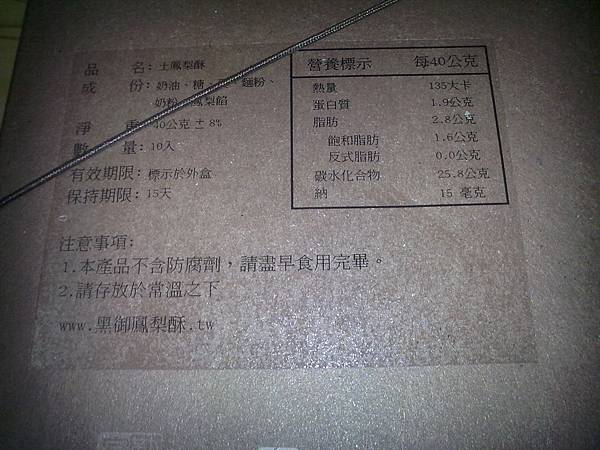 品 名: 土鳳梨酥
成 份: 奶油、糖、 、麵粉、
奶粉、鳳梨餡
淨 重: 40公克 ± 8%
數 量: 10入
有效期限: 標示於外盒
保持期限: 15天
營養標示 每40公克
熱量 135大卡
蛋白質 1.9公克
脂肪 2.8公克
飽和脂肪 1.6公克
反式脂肪 0.0公克
碳水化合物 25.8公克
納 15 毫克
注意事項:
1.本產品不含防腐劑，請盡早食用完畢。
2.請存放於常溫之下
www.黑御鳳梨酥.tw